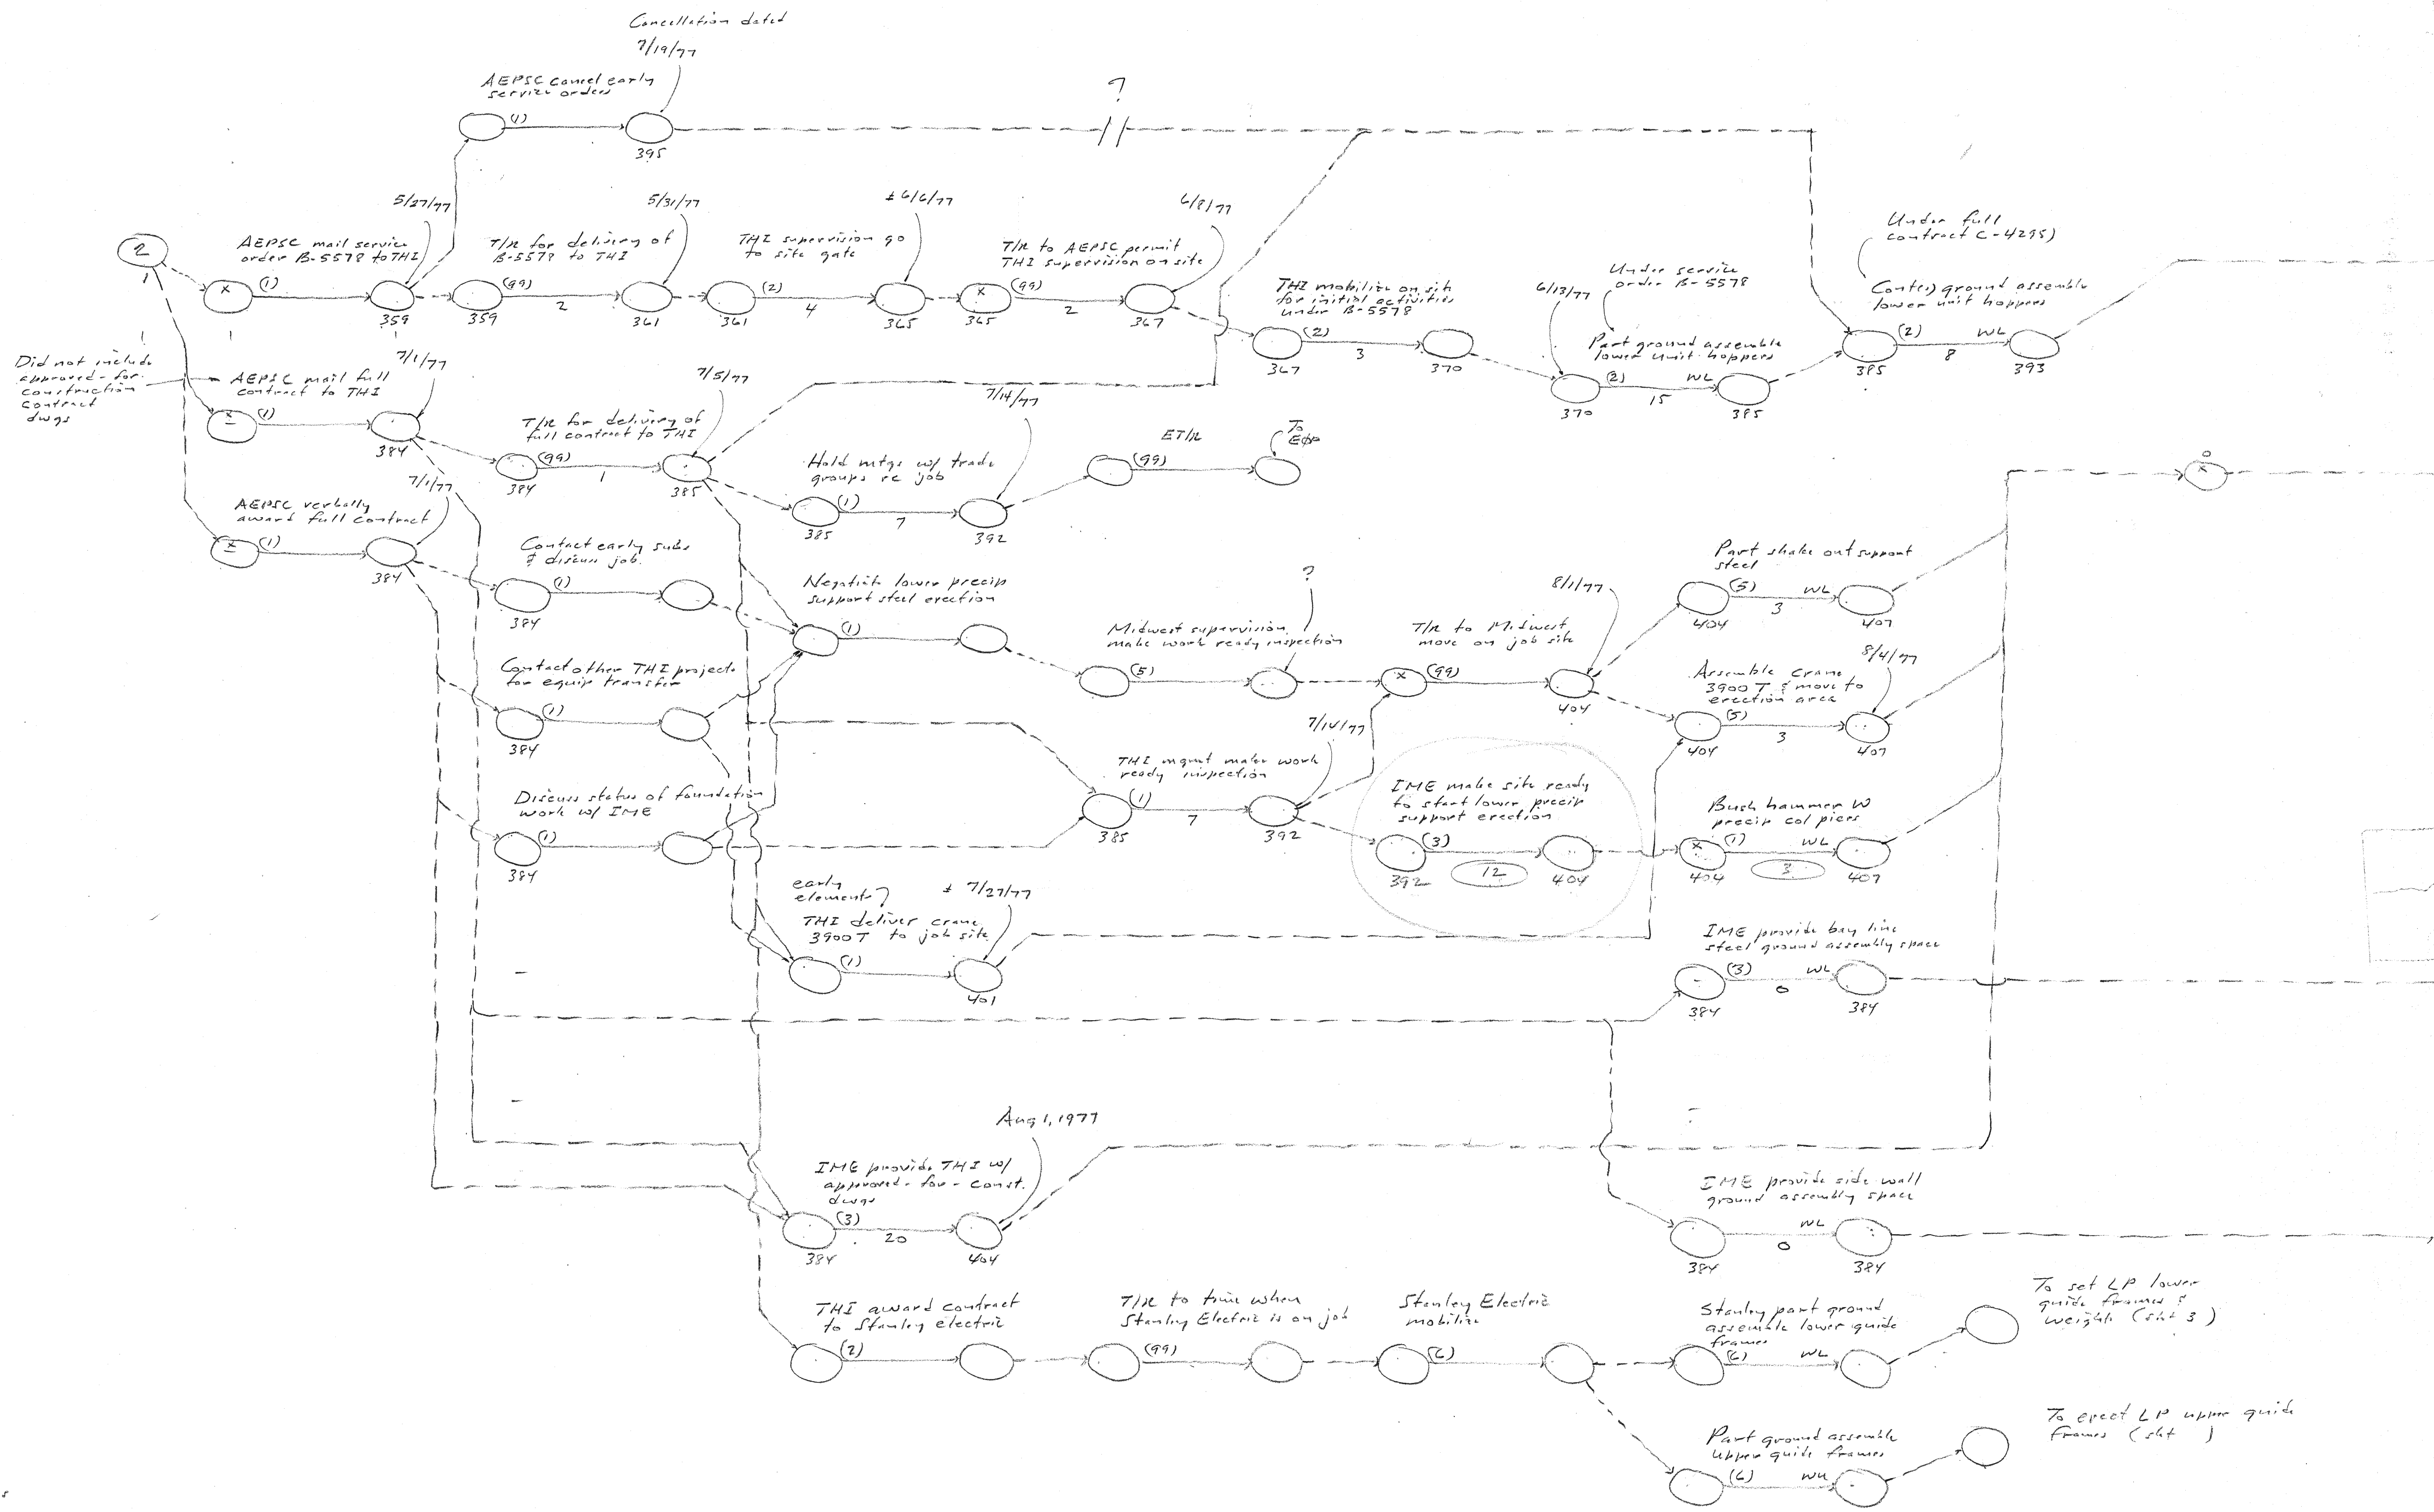 Cancellation dated
7/19/77
AEPSC cancel early
service orders
(1)
395
?
5/27/77
5/31/77
± 6/6/77
6/8/77
2
1
AEPSC mail service
order B-5578 to THI
x
(1)
359
T/R for delivery of
B-5578 to THI
(99)
359
2
361
THI supervision go
to site gate
(2)
361
4
365
T/R to AEPSC permit
THI supervision on site
x
(99)
365
2
367
THI mobilize on site
for initial activities
under B-5578
(2)
367
3
370
6/13/77
Under service
order B-5578
Part ground assemble
lower unit hoppers
(2)
WL
370
15
385
Under full
contract C-4295)
Cont(e) ground assemble
lower unit hoppers
(2)
WL
385
8
393
Did not include
approved-for-
construction
contract
dwgs
7/1/77
AEPSC mail full
contract to THI
(1)
384
7/5/77
T/R for delivery of
full contract to THI
(99)
384
1
385
7/14/77
Hold mtgs w/ trade
groups re job
(1)
385
7
392
ET/R
(99)
To
EOP
0
x
7/1/77
AEPSC verbally
award full contract
(1)
384
Contact early subs
& discuss job
(1)
384
Negotiate lower precip
support steel erection
(1)
?
Midwest supervision
make work ready inspection
(5)
T/R to Midwest
move on job site
x
(99)
8/1/77
404
Part shake out support
steel
(5)
WL
3
404
407
Contact other THI projects
for equip transfer
(1)
384
8/4/77
Assemble crane
3900 T & move to
erection area
(5)
3
404
407
Discuss status of foundation
work w/ IME
(1)
384
7/14/77
THI mgmt make work
ready inspection
(1)
385
7
392
IME make site ready
to start lower precip
support erection
(3)
392
12
404
Bush hammer W
precip col piers
x
(1)
WL
404
3
407
early
element?
± 7/27/77
THI deliver crane
3900 T to job site
(1)
401
IME provide bay line
steel ground assembly space
(3)
WL
0
384
384
Aug 1, 1977
IME provide THI w/
approved-for-const.
dwgs
(3)
20
384
404
IME provide side wall
ground assembly space
WL
0
384
384
THI award contract
to Stanley electric
(2)
T/R to time when
Stanley Electric is on job
(99)
Stanley Electric
mobilize
(6)
Stanley part ground
assemble lower guide
frames
(6)
WL
To set LP lower
guide frames &
weights (sht 3)
Part ground assemble
upper guide frames
(6)
WL
To erect LP upper guide
frames (sht )